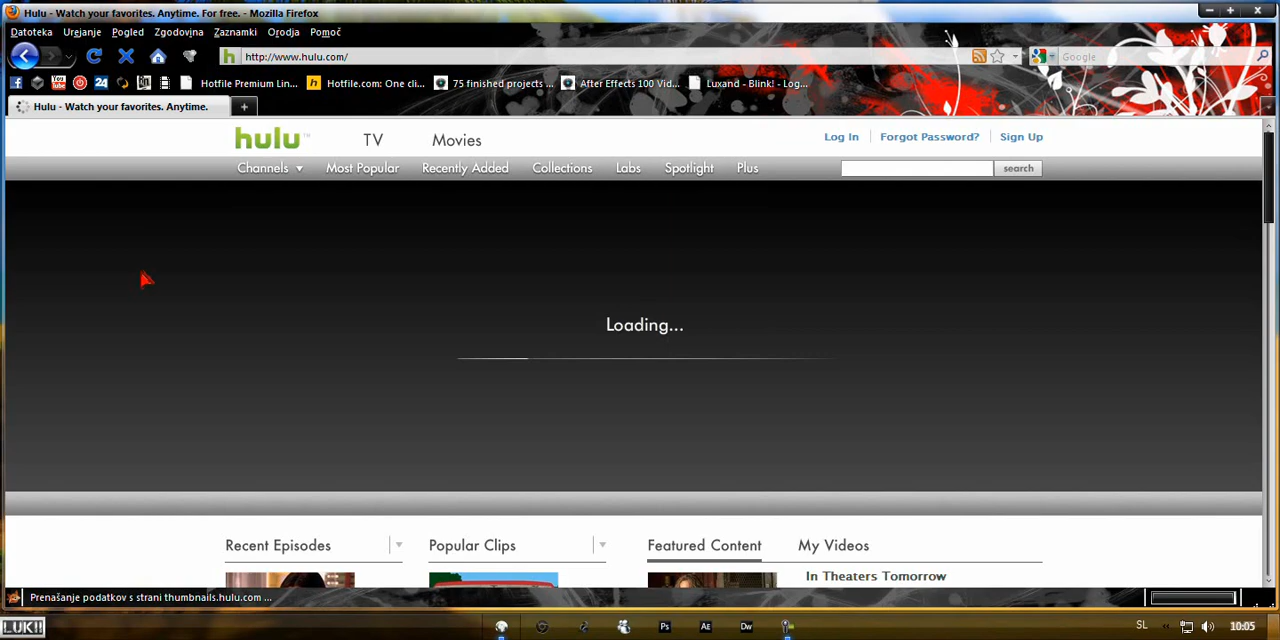 Hulu - Watch your favorites. Anytime. For free. - Mozilla Firefox
Datoteka Urejanje Pogled Zgodovina Zaznamki Orodja Pomoč
http://www.hulu.com/ Google
Hotfile Premium Lin... Hotfile.com: One cli... 75 finished projects ... After Effects 100 Vid... Luxand - Blink! - Log...
Hulu - Watch your favorites. Anytime. +
hulu™ TV Movies Log In Forgot Password? Sign Up
Channels Most Popular Recently Added Collections Labs Spotlight Plus search
Loading...
Recent Episodes Popular Clips Featured Content My Videos
In Theaters Tomorrow
Prenašanje podatkov s strani thumbnails.hulu.com ...
Ps AE Dw SL 10:05